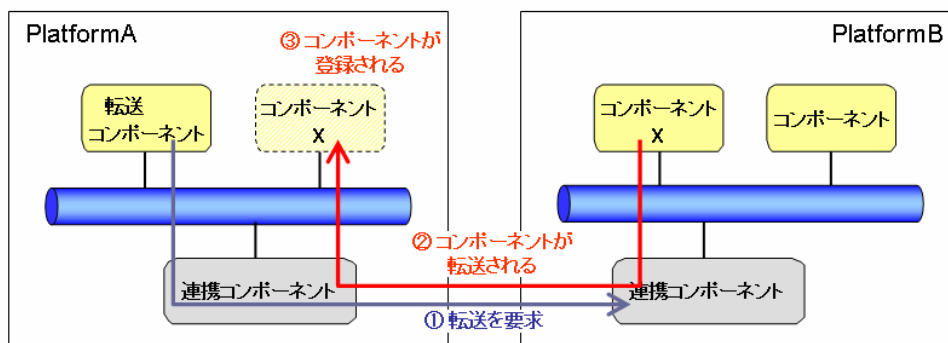 PlatformA
③ コンポーネントが
登録される
転送
コンポーネント
コンポーネント
X
連携コンポーネント
② コンポーネントが
転送される
① 転送を要求
PlatformB
コンポーネント
X
コンポーネント
連携コンポーネント